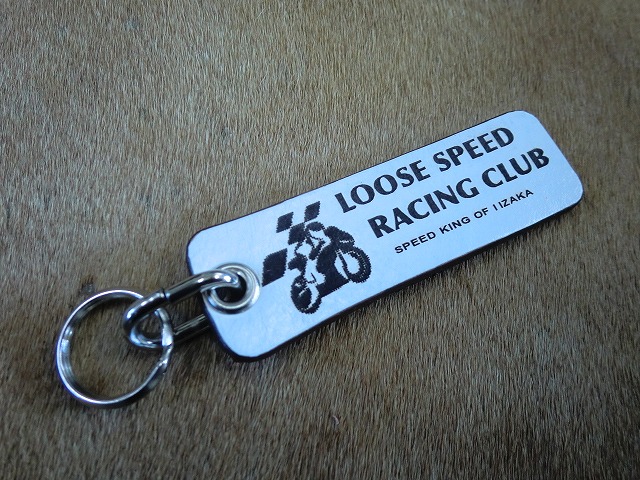 LOOSE SPEED
RACING CLUB
SPEED KING OF IIZAKA